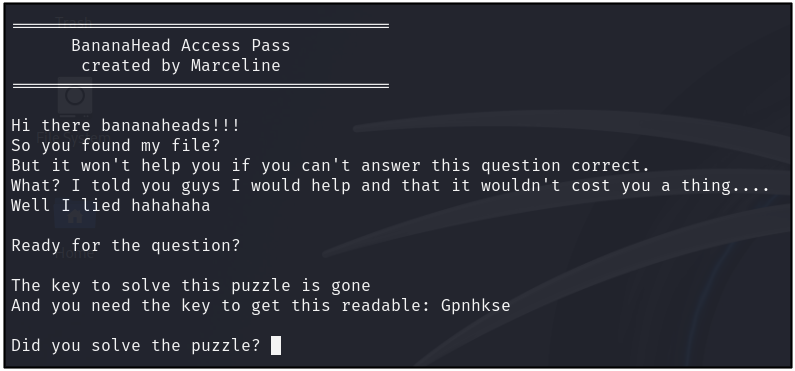 BananaHead Access Pass
created by Marceline
Hi there bananaheads!!!
So you found my file?
But it won't help you if you can't answer this question correct.
What? I told you guys I would help and that it wouldn't cost you a thing....
Well I lied hahahaha
Ready for the question?
The key to solve this puzzle is gone
And you need the key to get this readable: Gpnhkse
Did you solve the puzzle?